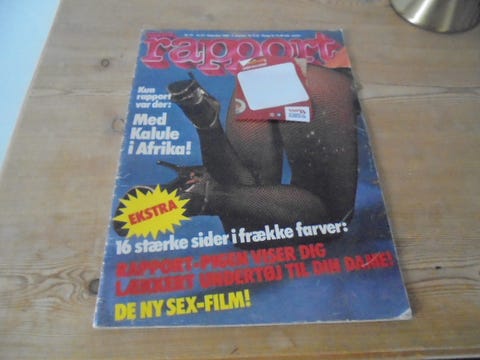 rapport
Kun
rapport
var der:
Med
Kalule
i Afrika!
EKSTRA
16 stærke sider i frække farver:
RAPPORT-PIGEN VISER DIG
LÆKKERT UNDERTØJ TIL DIN DAME!
DE NY SEX-FILM!